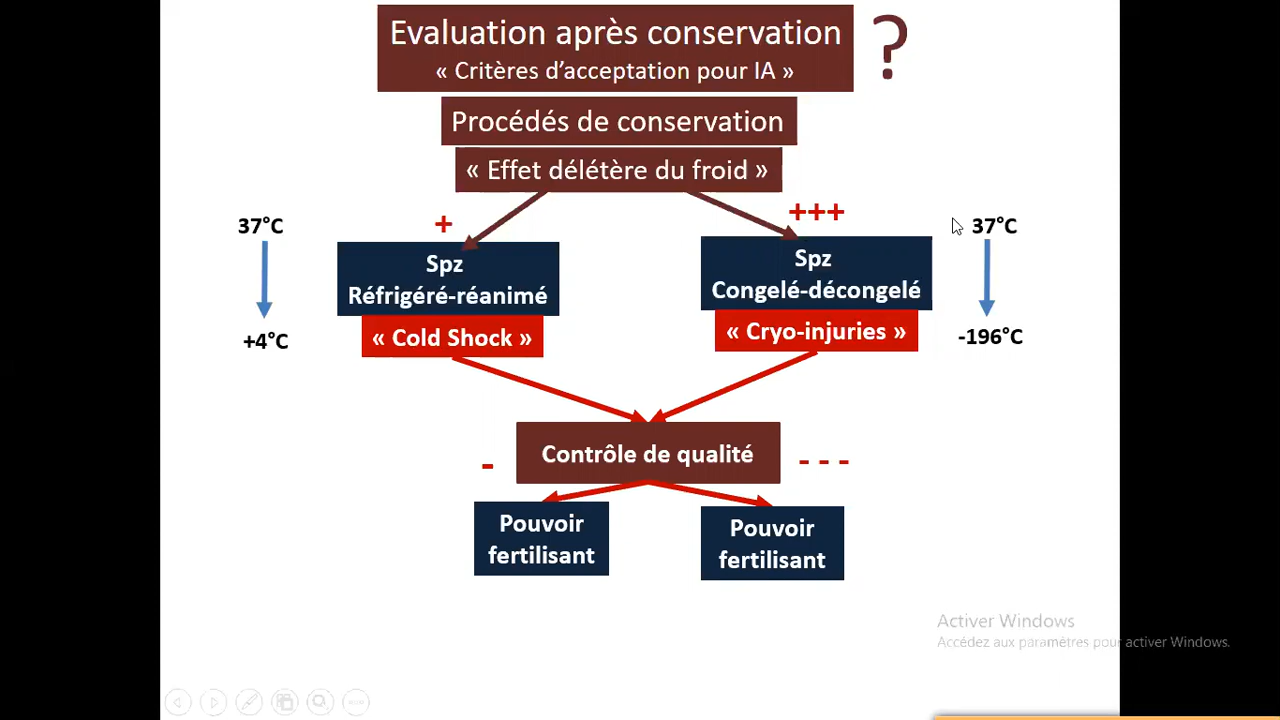 Evaluation après conservation
« Critères d’acceptation pour IA »
?
Procédés de conservation
« Effet délétère du froid »
+
+++
37°C
37°C
Spz
Réfrigéré-réanimé
Spz
Congelé-décongelé
« Cold Shock »
« Cryo-injuries »
+4°C
-196°C
Contrôle de qualité
-
- - -
Pouvoir
fertilisant
Pouvoir
fertilisant
Activer Windows
Accédez aux paramètres pour activer Windows.